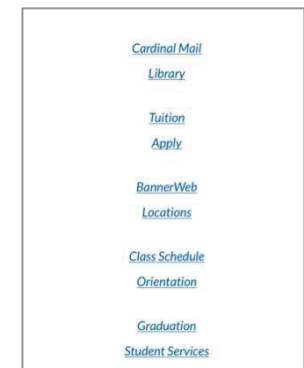 Cardinal Mail
Library
Tuition
Apply
BannerWeb
Locations
Class Schedule
Orientation
Graduation
Student Services